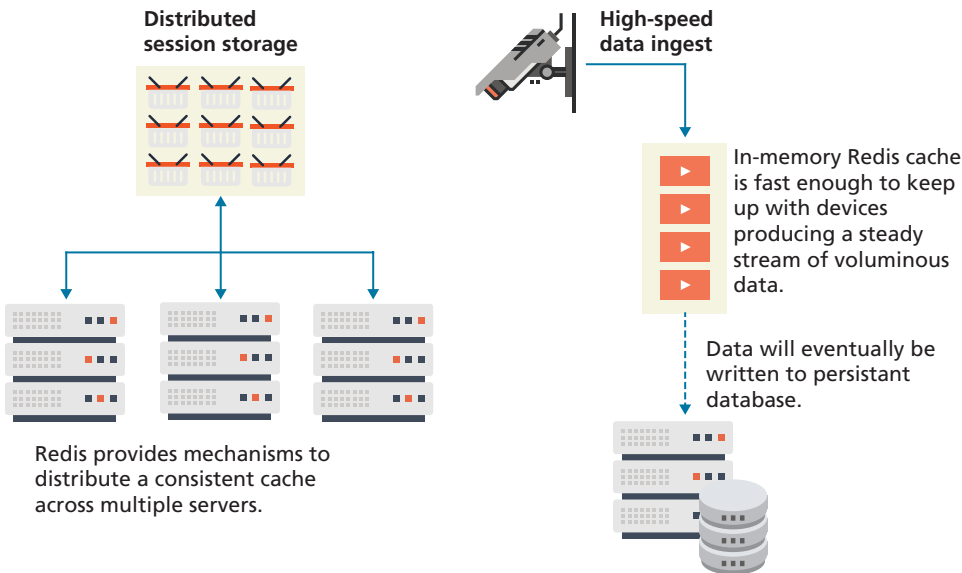 Distributed
session storage
High-speed
data ingest
In-memory Redis cache
is fast enough to keep
up with devices
producing a steady
stream of voluminous
data.
Data will eventually be
written to persistant
database.
Redis provides mechanisms to
distribute a consistent cache
across multiple servers.